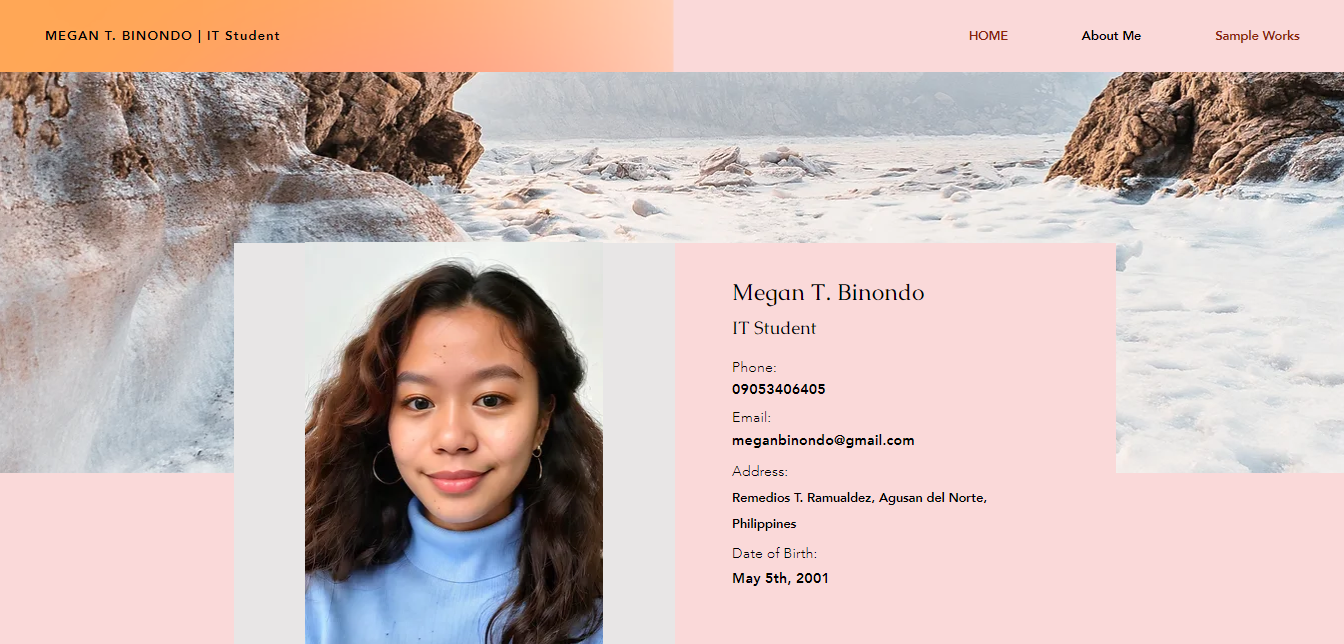 MEGAN T. BINONDO | IT Student
HOME
About Me
Sample Works
Megan T. Binondo
IT Student
Phone:
09053406405
Email:
meganbinondo@gmail.com
Address:
Remedios T. Ramualdez, Agusan del Norte,
Philippines
Date of Birth:
May 5th, 2001